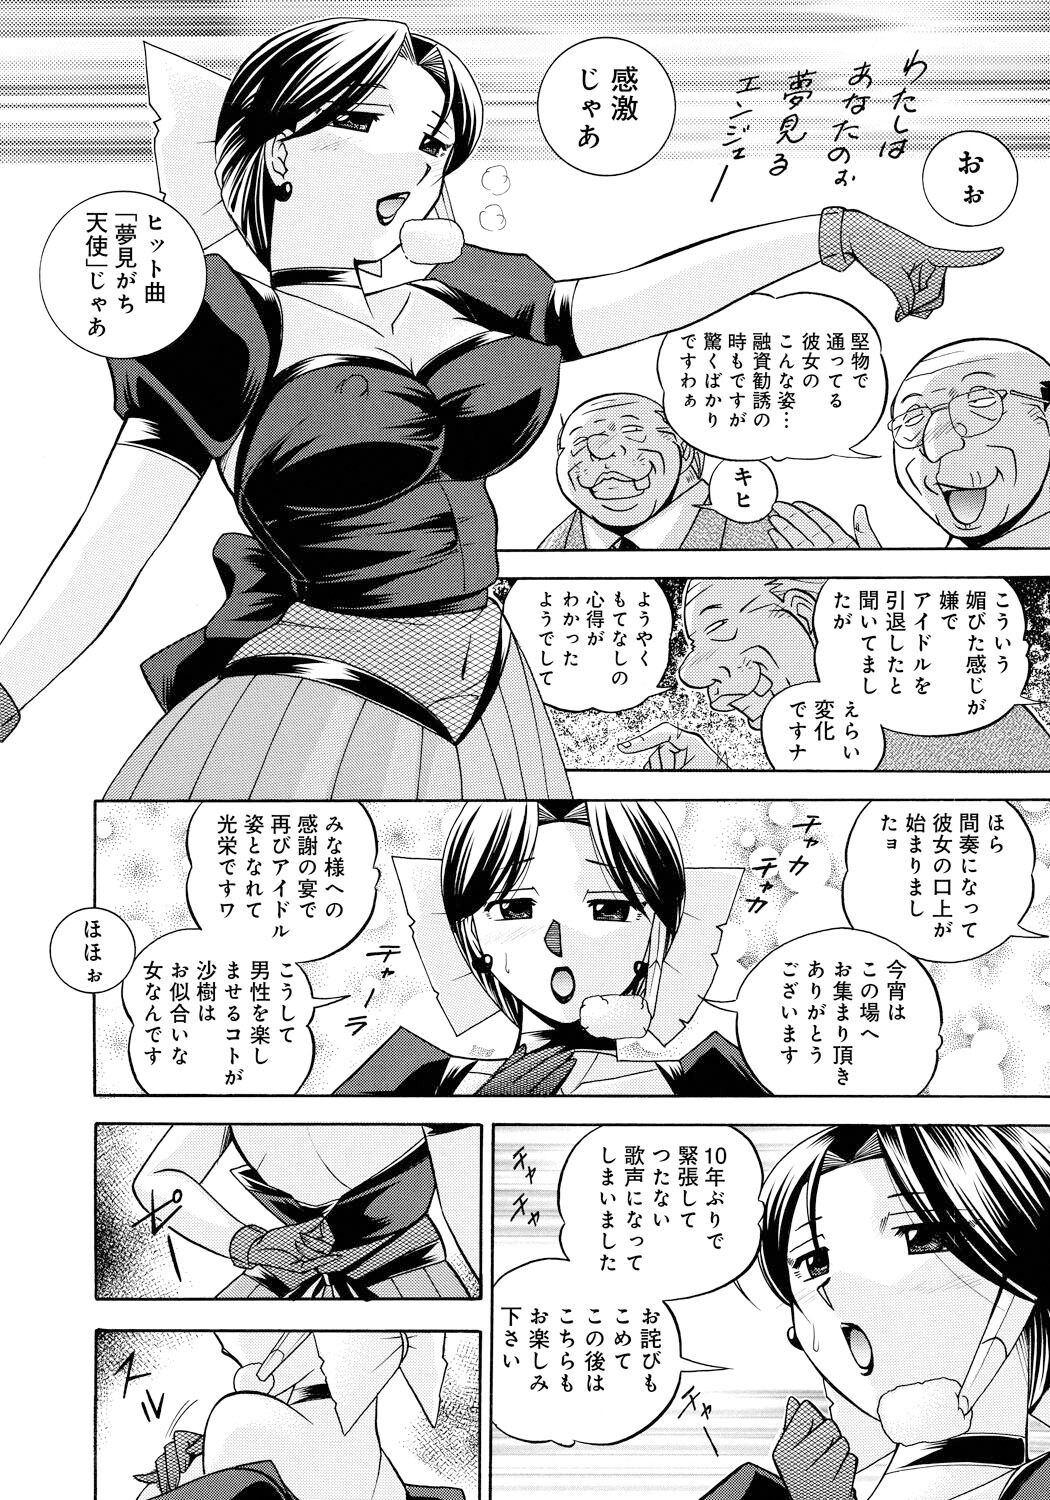 おぉ
わたしは
あなたのぉ
夢見る
エンジェー
感激
じゃあ
ヒット曲
「夢見がち
天使」じゃあ
堅物で
通ってる
彼女の
こんな姿…
融資勧誘の
時もですが
驚くばかり
ですわぁ
キヒ
こういう
媚びた感じが
嫌で
アイドルを
引退したと
聞いてまし
たが
えらい
変化
ですナ
ようやく
もてなしの
心得が
わかった
ようでして
ほら
間奏になって
彼女の口上が
始まりまし
たョ
チャララ
今宵は
この場へ
お集まり頂き
ありがとう
ございます
みな様への
感謝の宴で
再びアイドル
姿となれて
光栄ですワ
チャラ
こうして
男性を楽し
ませるコトが
沙樹は
お似合いな
女なんです
ほほぉ
10年ぶりで
緊張して
つたない
歌声になって
しまいました
チャ
チャ
お詫びも
こめて
この後は
こちらも
お楽しみ
下さい
チャー
ピッ
ズル